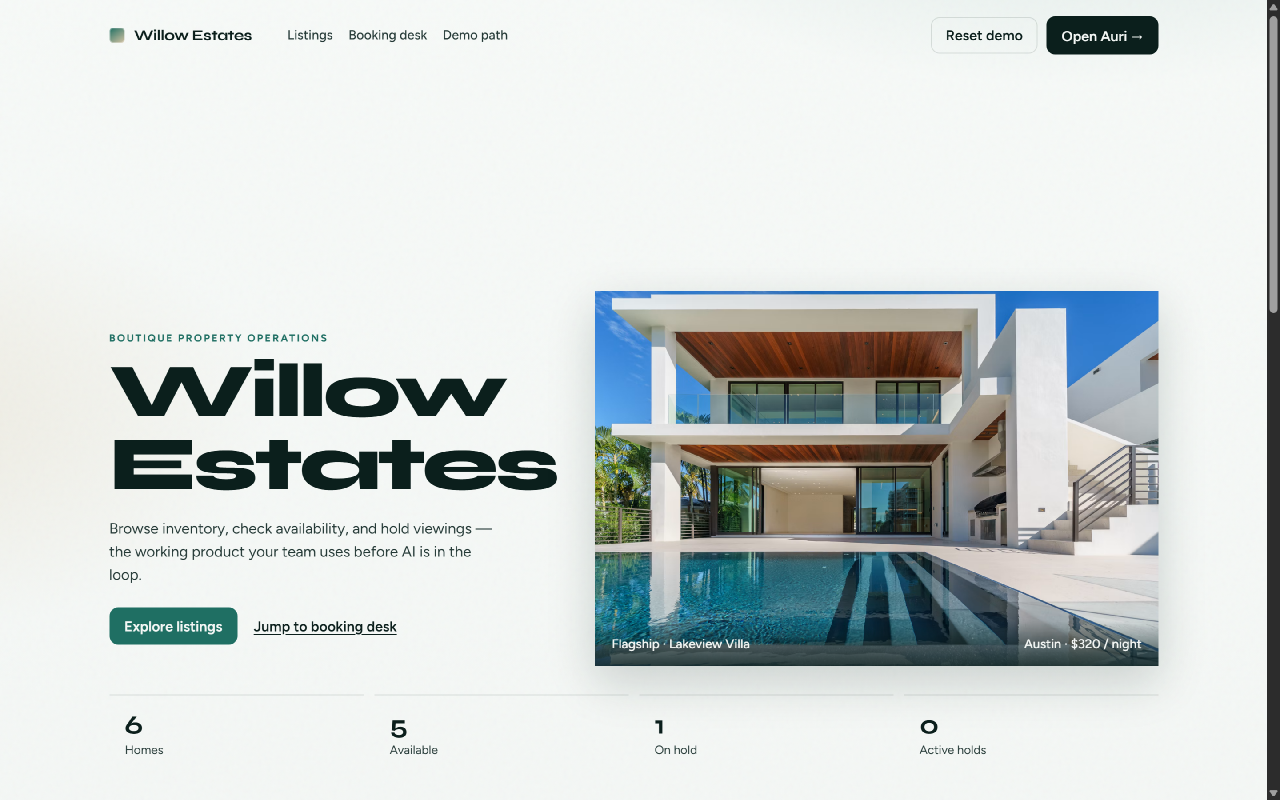 Willow Estates
Listings
Booking desk
Demo path
Reset demo
Open Auri →
BOUTIQUE PROPERTY OPERATIONS
Willow
Estates
Browse inventory, check availability, and hold viewings —
the working product your team uses before AI is in the
loop.
Explore listings
Jump to booking desk
Flagship · Lakeview Villa
Austin · $320 / night
6
Homes
5
Available
1
On hold
0
Active holds